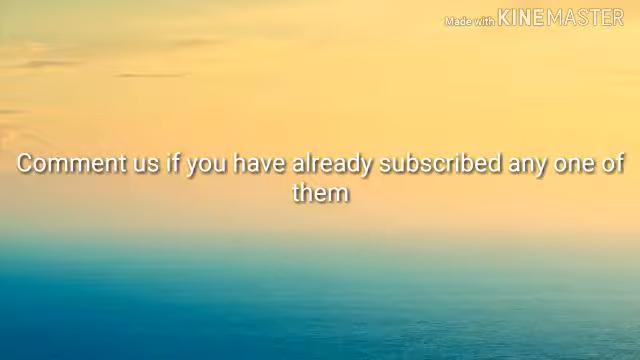 Made with KINEMASTER
Comment us if you have already subscribed any one of
them